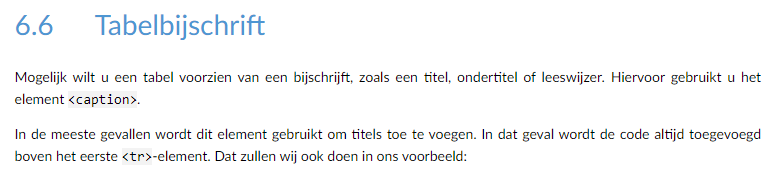 6.6 Tabelbijschrift
Mogelijk wilt u een tabel voorzien van een bijschrijft, zoals een titel, ondertitel of leeswijzer. Hiervoor gebruikt u het
element <caption>.
In de meeste gevallen wordt dit element gebruikt om titels toe te voegen. In dat geval wordt de code altijd toegevoegd
boven het eerste <tr>-element. Dat zullen wij ook doen in ons voorbeeld: